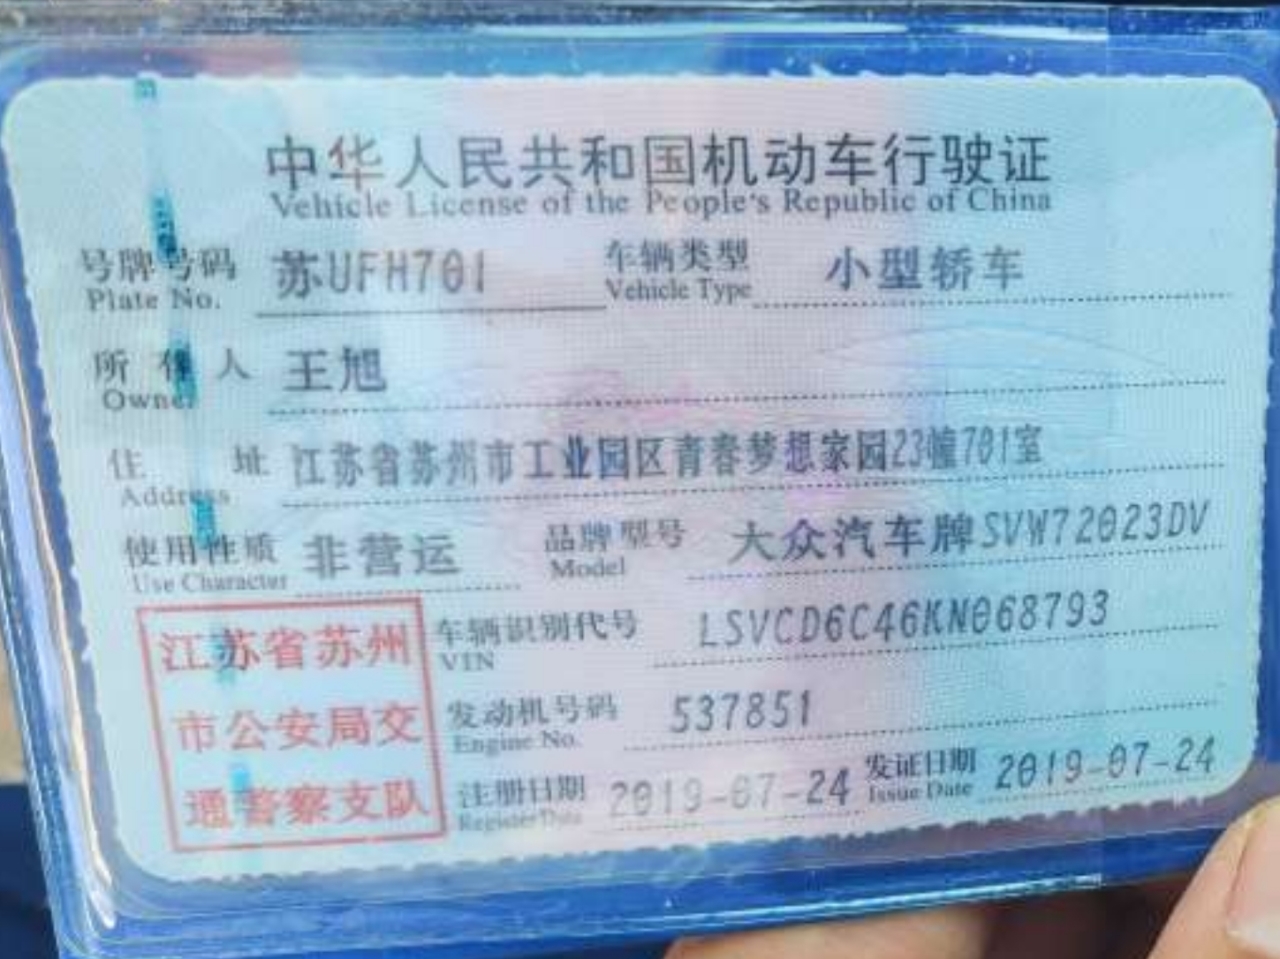 中华人民共和国机动车行驶证
Vehicle License of the People's Republic of China
号牌号码 苏UFH701 车辆类型 小型轿车
Plate No. Vehicle Type
所有人 王旭
Owner
住址 江苏省苏州市工业园区青春梦想家园23幢701室
Address
使用性质 非营运 品牌型号 大众汽车牌SVW72023DV
Use Character Model
江苏省苏州
市公安局交
通警察支队
车辆识别代号 LSVCD6C46KN068793
VIN
发动机号码 537851
Engine No.
注册日期 2019-07-24 发证日期 2019-07-24
Register Date Issue Date